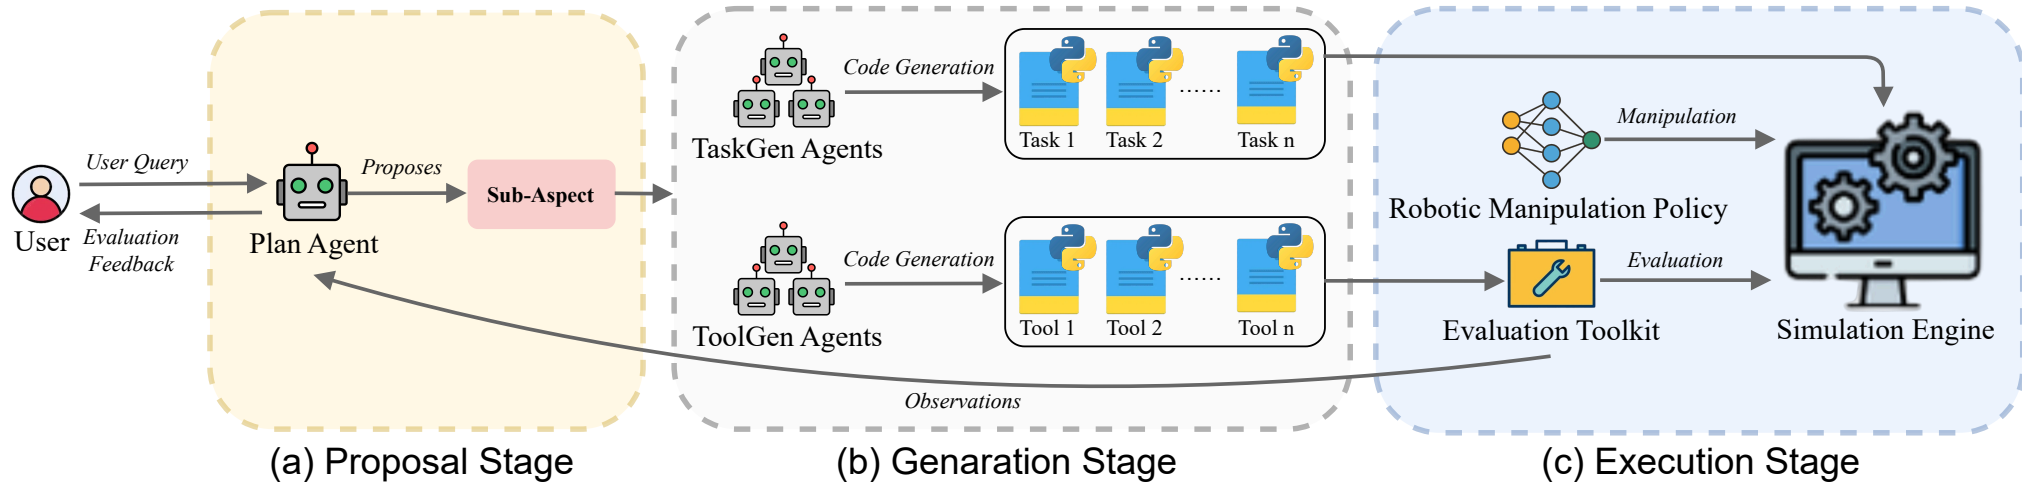 User Query
Evaluation
Feedback
User
Proposes
Sub-Aspect
Plan Agent
Code Generation
TaskGen Agents
Task 1
Task 2
......
Task n
Code Generation
ToolGen Agents
Tool 1
Tool 2
......
Tool n
Observations
Manipulation
Robotic Manipulation Policy
Evaluation
Evaluation Toolkit
Simulation Engine
(a) Proposal Stage
(b) Genaration Stage
(c) Execution Stage